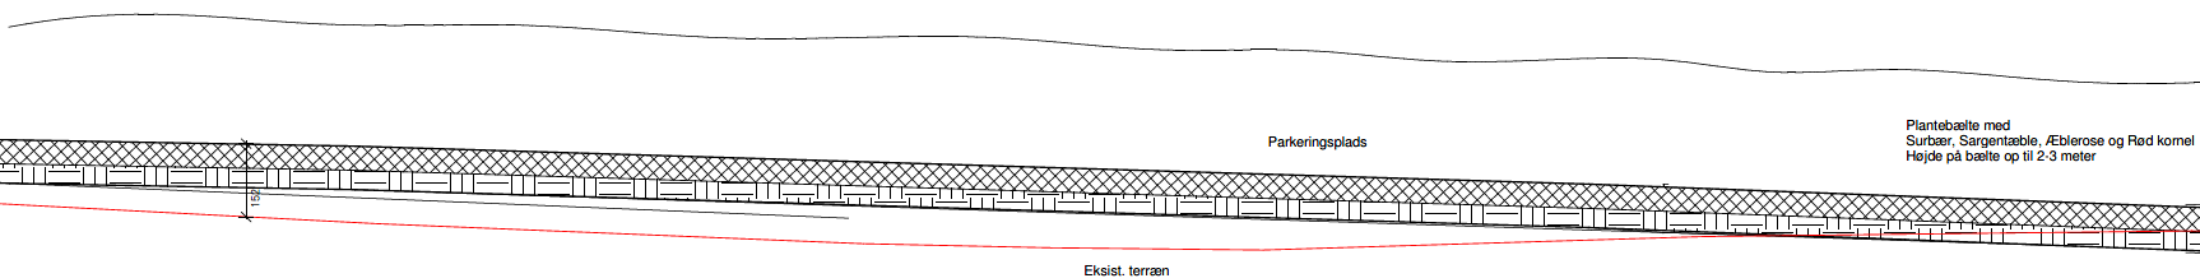 Parkeringsplads
Plantebælte med
Surbær, Sargentæble, Æblerose og Rød kornel
Højde på bælte op til 2-3 meter
152
Eksist. terræn